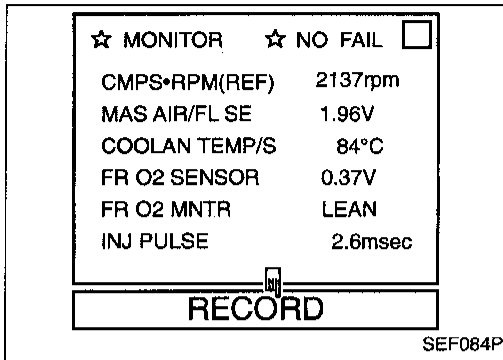 ☆ MONITOR ☆ NO FAIL
CMPS•RPM(REF) 2137rpm
MAS AIR/FL SE 1.96V
COOLAN TEMP/S 84°C
FR O2 SENSOR 0.37V
FR O2 MNTR LEAN
INJ PULSE 2.6msec
RECORD
SEF084P